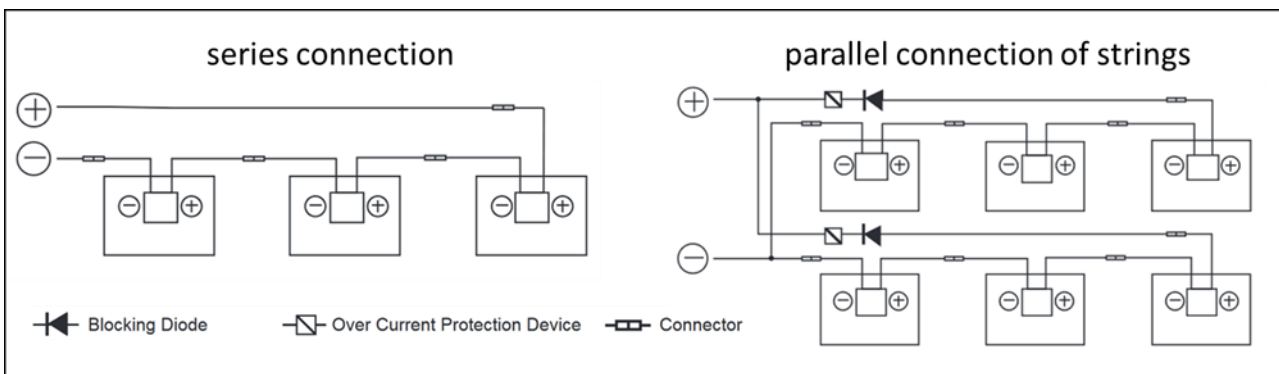 series connection
parallel connection of strings
+
−
− + − + − +
+
− + − + − +
−
− + − + − +
Blocking Diode Over Current Protection Device Connector